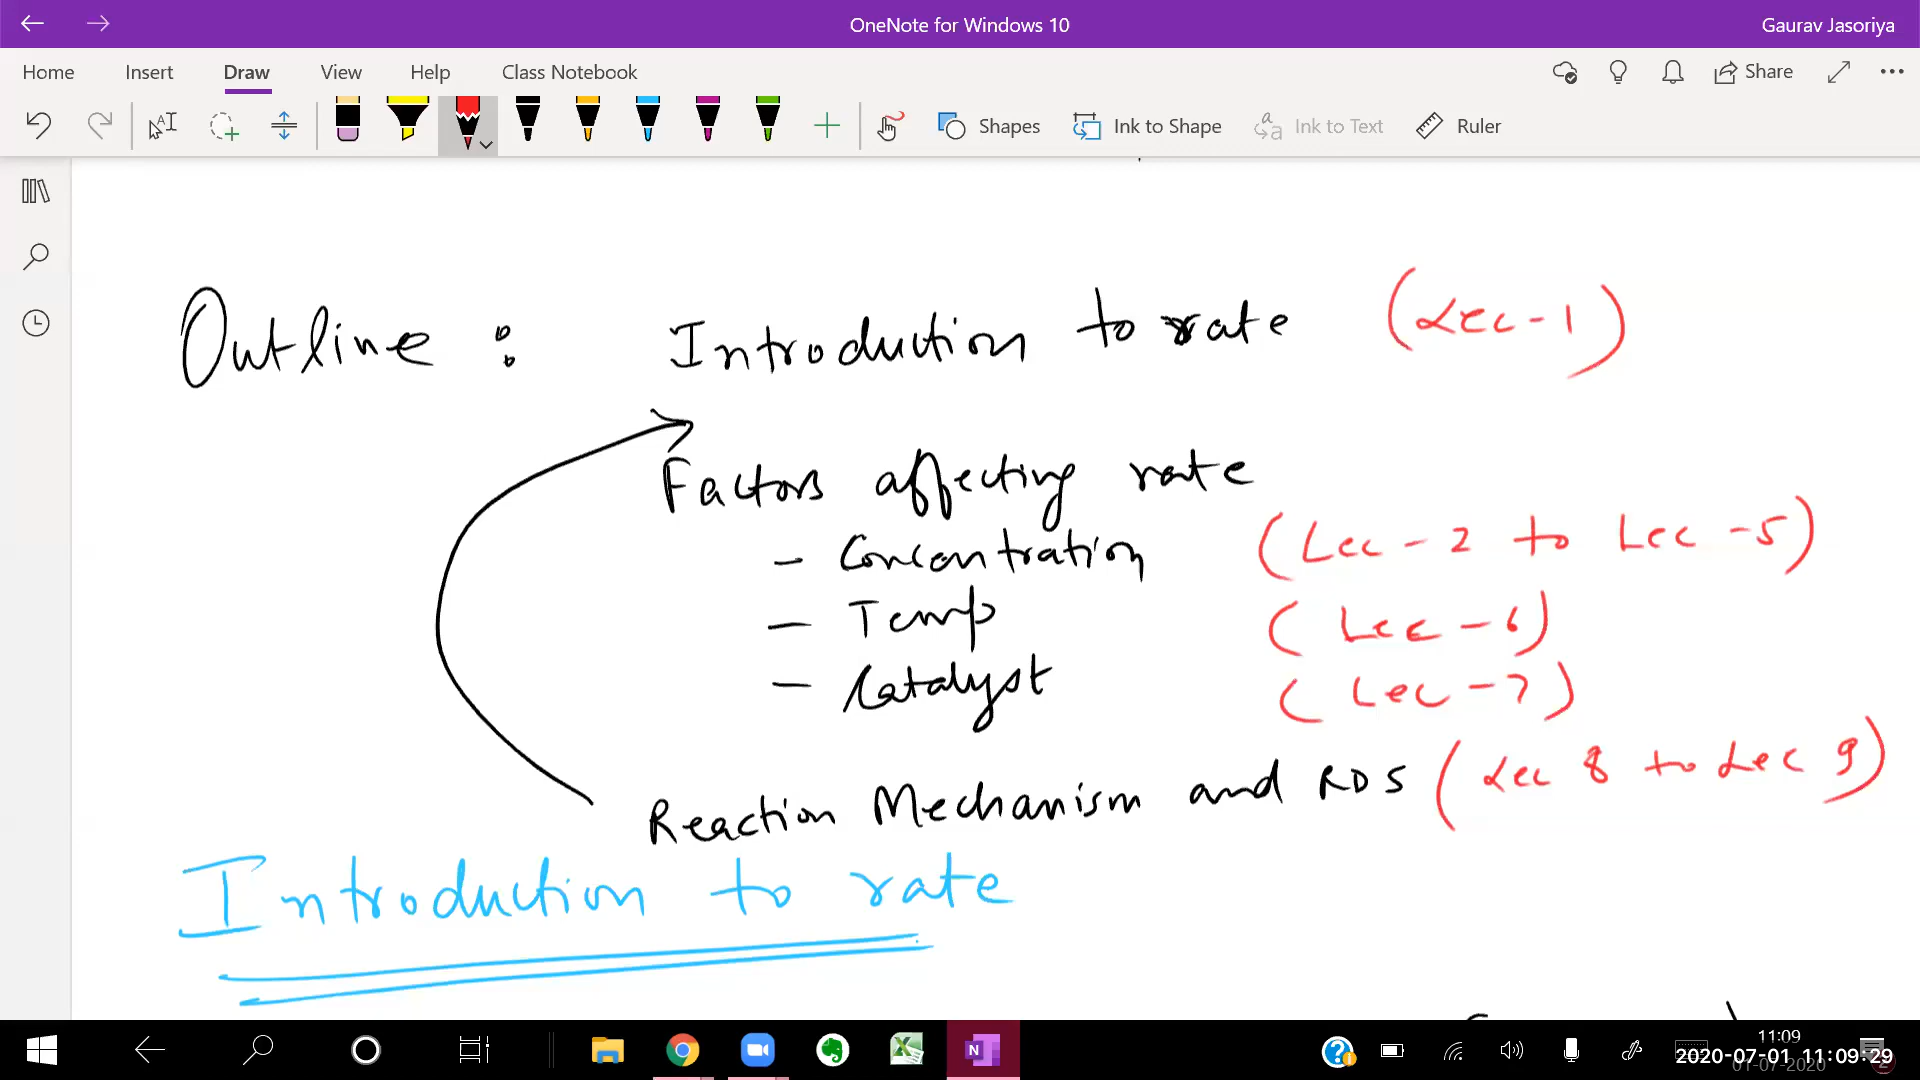 OneNote for Windows 10
Gaurav Jasoriya
Home Insert Draw View Help Class Notebook
Share
Shapes Ink to Shape Ink to Text Ruler
Outline : Introduction to rate (Lec-1)
Factors affecting rate
- Concentration (Lec-2 to Lec-5)
- Temp (Lec-6)
- Catalyst (Lec-7)
Reaction Mechanism and RDS (Lec 8 to Lec 9)
Introduction to rate
11:09
2020-07-01 11:09:29
01-07-2020